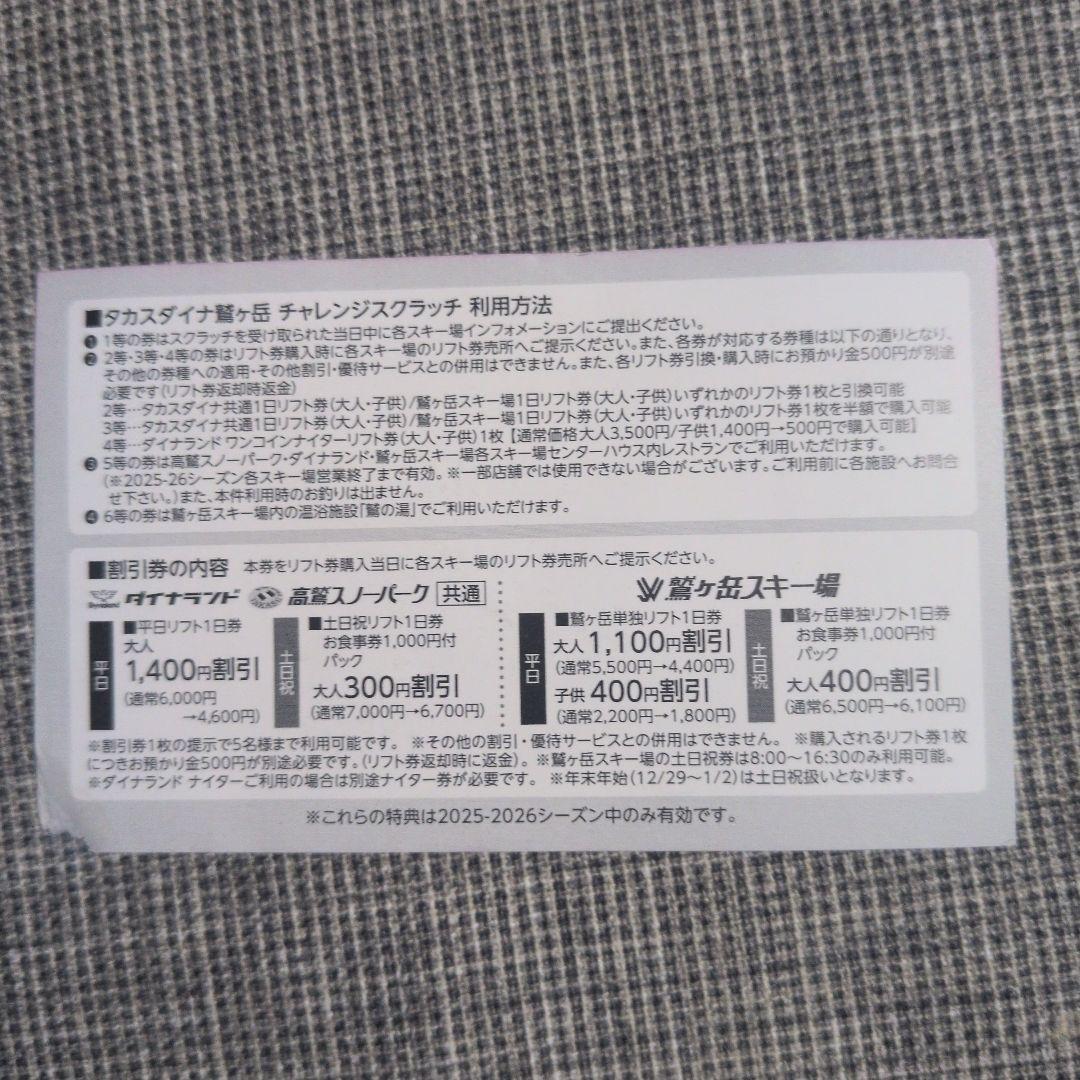 ■タカスダイナ鷲ヶ岳 チャレンジスクラッチ 利用方法
❶ 1等の券はスクラッチを受け取られた当日中に各スキー場インフォメーションにご提出ください。
❷ 2等・3等・4等の券はリフト券購入時に各スキー場のリフト券売所へご提示ください。また、各券が対応する券種は以下の通りとなり、
その他の券種への適用・その他割引・優待サービスとの併用はできません。また、各リフト券引換・購入時にお預かり金500円が別途
必要です(リフト券返却時返金)
2等…タカスダイナ共通1日リフト券(大人・子供)/鷲ヶ岳スキー場1日リフト券(大人・子供)いずれかのリフト券1枚と引換可能
3等…タカスダイナ共通1日リフト券(大人・子供)/鷲ヶ岳スキー場1日リフト券(大人・子供)いずれかのリフト券1枚を半額で購入可能
4等…ダイナランド ワンコインナイターリフト券(大人・子供)1枚【通常価格 大人3,500円/子供1,400円→500円で購入可能】
❸ 5等の券は高鷲スノーパーク・ダイナランド・鷲ヶ岳スキー場各スキー場センターハウス内レストランでご利用いただけます。
(※2025-26シーズン各スキー場営業終了まで有効。※一部店舗では使用できない場合がございます。ご利用前に各施設へお問合
せ下さい。)また、本件利用時のお釣りは出ません。
❹ 6等の券は鷲ヶ岳スキー場内の温浴施設「鷲の湯」でご利用いただけます。
■割引券の内容 本券をリフト券購入当日に各スキー場のリフト券売所へご提示ください。
ダイナランド 高鷲スノーパーク 共通
平日
■平日リフト1日券
大人
1,400円割引
(通常6,000円
→4,600円)
土日祝
■土日祝リフト1日券
お食事券1,000円付
パック
大人300円割引
(通常7,000円→6,700円)
鷲ヶ岳スキー場
平日
■鷲ヶ岳単独リフト1日券
大人1,100円割引
(通常5,500円→4,400円)
子供 400円割引
(通常2,200円→1,800円)
土日祝
■鷲ヶ岳単独リフト1日券
お食事券1,000円付
パック
大人400円割引
(通常6,500円→6,100円)
※割引券1枚の提示で5名様まで利用可能です。 ※その他の割引・優待サービスとの併用はできません。 ※購入されるリフト券1枚
につきお預かり金500円が別途必要です。(リフト券返却時に返金)。※鷲ヶ岳スキー場の土日祝券は8:00〜16:30のみ利用可能。
※ダイナランド ナイターご利用の場合は別途ナイター券が必要です。 ※年末年始(12/29〜1/2)は土日祝扱いとなります。
※これらの特典は2025-2026シーズン中のみ有効です。